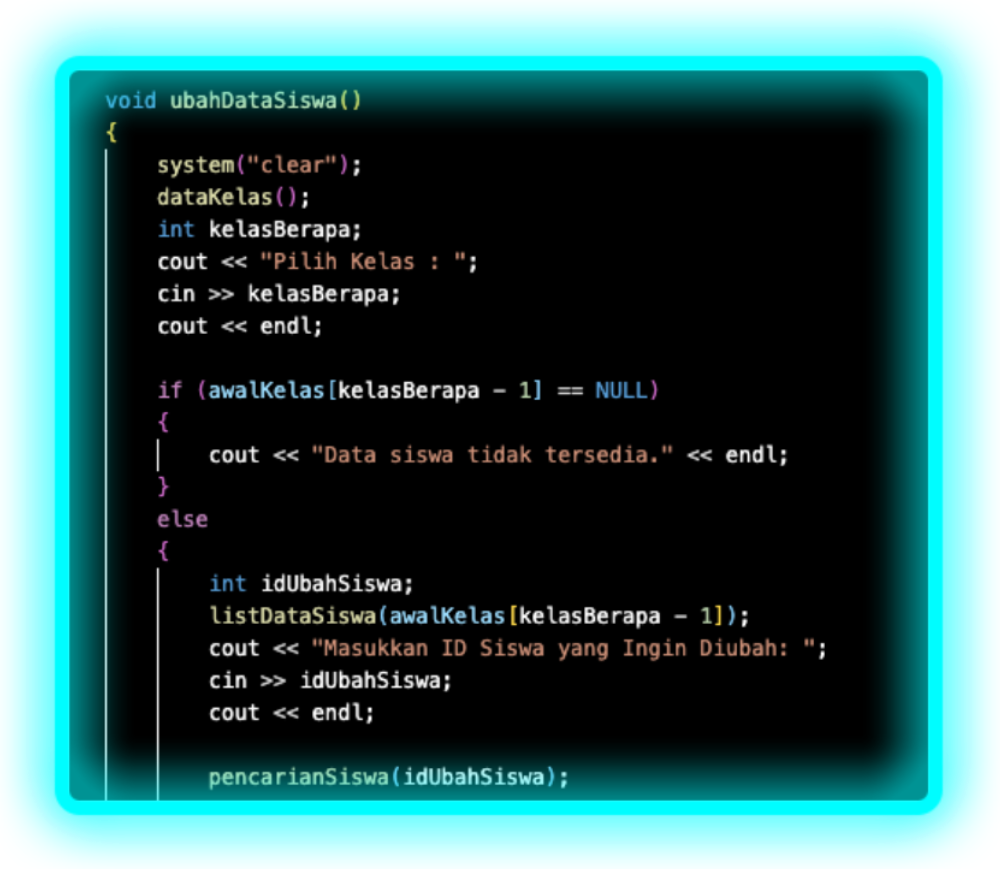 void ubahDataSiswa()
{
    system("clear");
    dataKelas();
    int kelasBerapa;
    cout << "Pilih Kelas : ";
    cin >> kelasBerapa;
    cout << endl;

    if (awalKelas[kelasBerapa - 1] == NULL)
    {
        cout << "Data siswa tidak tersedia." << endl;
    }
    else
    {
        int idUbahSiswa;
        listDataSiswa(awalKelas[kelasBerapa - 1]);
        cout << "Masukkan ID Siswa yang Ingin Diubah: ";
        cin >> idUbahSiswa;
        cout << endl;

        pencarianSiswa(idUbahSiswa);